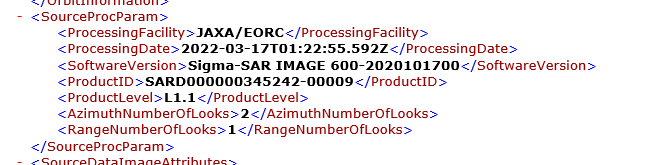 </OrbitInformation>
- <SourceProcParam>
<ProcessingFacility>JAXA/EORC</ProcessingFacility>
<ProcessingDate>2022-03-17T01:22:55.592Z</ProcessingDate>
<SoftwareVersion>Sigma-SAR IMAGE 600-2020101700</SoftwareVersion>
<ProductID>SARD000000345242-00009</ProductID>
<ProductLevel>L1.1</ProductLevel>
<AzimuthNumberOfLooks>2</AzimuthNumberOfLooks>
<RangeNumberOfLooks>1</RangeNumberOfLooks>
</SourceProcParam>
- <SourceDataImageAttributes>